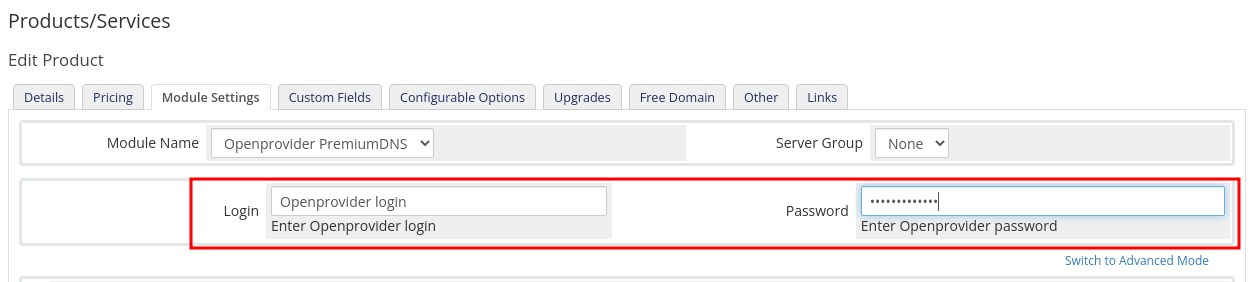 Products/Services
Edit Product
Details Pricing Module Settings Custom Fields Configurable Options Upgrades Free Domain Other Links
Module Name Openprovider PremiumDNS Server Group None
Login Openprovider login Password •••••••••••••
Enter Openprovider login Enter Openprovider password
Switch to Advanced Mode